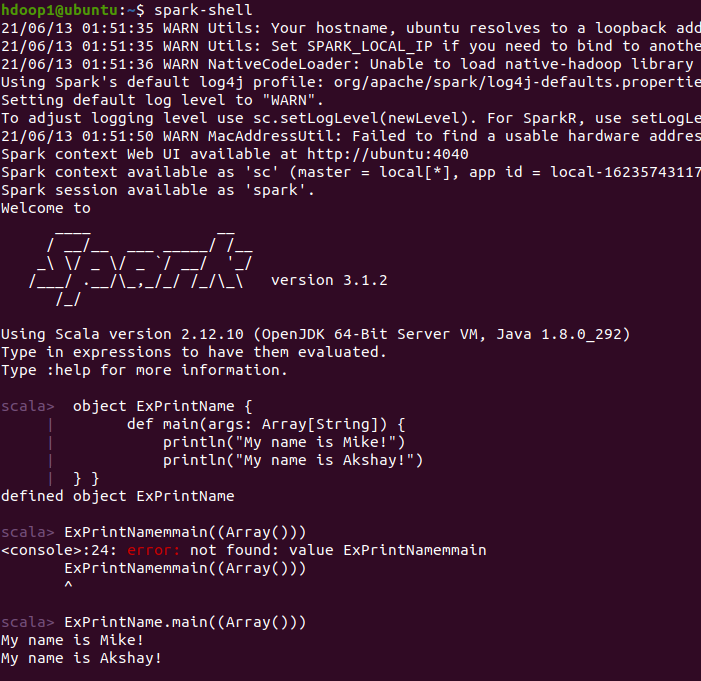 hdoop1@ubuntu:~$ spark-shell
21/06/13 01:51:35 WARN Utils: Your hostname, ubuntu resolves to a loopback add
21/06/13 01:51:35 WARN Utils: Set SPARK_LOCAL_IP if you need to bind to anothe
21/06/13 01:51:36 WARN NativeCodeLoader: Unable to load native-hadoop library
Using Spark's default log4j profile: org/apache/spark/log4j-defaults.propertie
Setting default log level to "WARN".
To adjust logging level use sc.setLogLevel(newLevel). For SparkR, use setLogLe
21/06/13 01:51:50 WARN MacAddressUtil: Failed to find a usable hardware addres
Spark context Web UI available at http://ubuntu:4040
Spark context available as 'sc' (master = local[*], app id = local-16235743117
Spark session available as 'spark'.
Welcome to
      ____              __
     / __/__  ___ _____/ /__
    _\ \/ _ \/ _ `/ __/  '_/
   /___/ .__/\_,_/_/ /_/\_\   version 3.1.2
      /_/
Using Scala version 2.12.10 (OpenJDK 64-Bit Server VM, Java 1.8.0_292)
Type in expressions to have them evaluated.
Type :help for more information.
scala>  object ExPrintName {
     |        def main(args: Array[String]) {
     |            println("My name is Mike!")
     |            println("My name is Akshay!")
     |  } }
defined object ExPrintName
scala> ExPrintNamemmain((Array()))
<console>:24: error: not found: value ExPrintNamemmain
       ExPrintNamemmain((Array()))
       ^
scala> ExPrintName.main((Array()))
My name is Mike!
My name is Akshay!